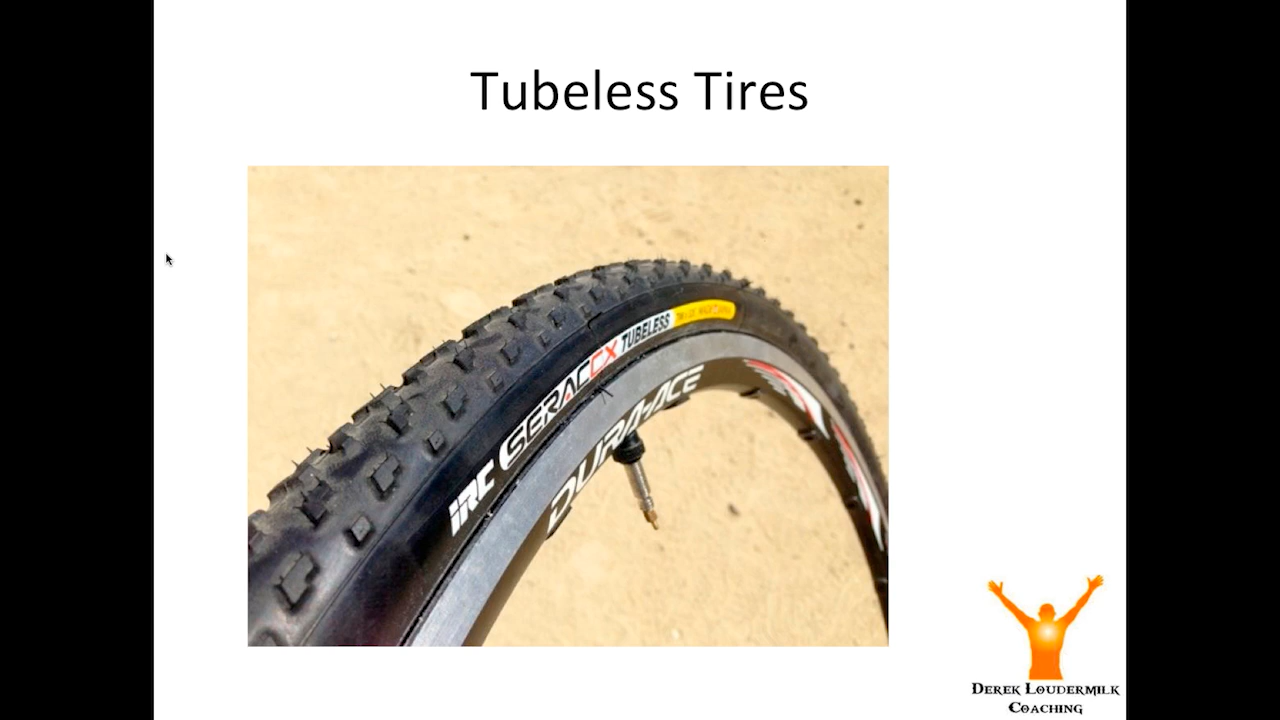 Tubeless Tires
IRC SERAC CX TUBELESS
DURA-ACE
DEREK LOUDERMILK
COACHING